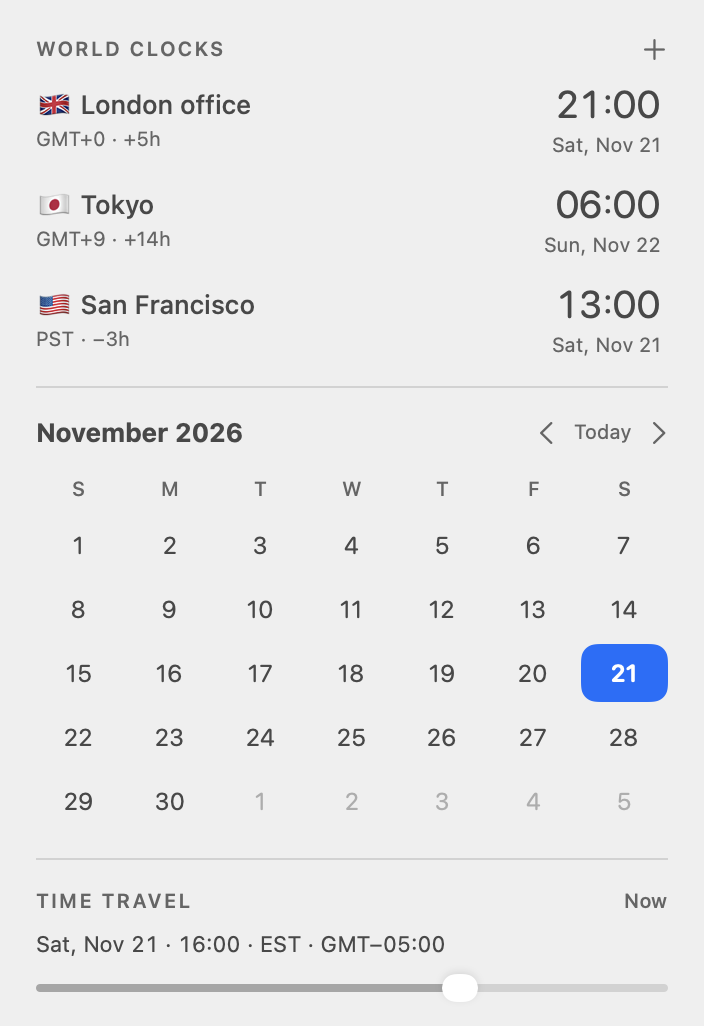 WORLD CLOCKS
London office 21:00
GMT+0 · +5h Sat, Nov 21
Tokyo 06:00
GMT+9 · +14h Sun, Nov 22
San Francisco 13:00
PST · −3h Sat, Nov 21
November 2026 Today
S M T W T F S
1 2 3 4 5 6 7
8 9 10 11 12 13 14
15 16 17 18 19 20 21
22 23 24 25 26 27 28
29 30 1 2 3 4 5
TIME TRAVEL Now
Sat, Nov 21 · 16:00 · EST · GMT−05:00